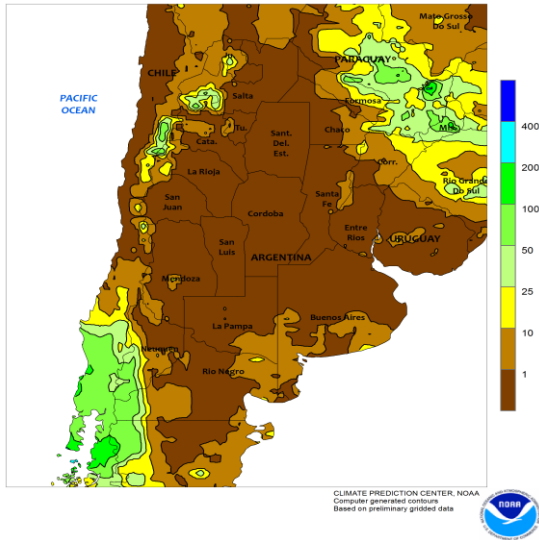 Mato Grosso
Do Sul
PARAGUAY
CHILE
PACIFIC
OCEAN
Salta
Formosa
Tu.
Sant.
Del.
Est.
Chaco
Cata.
Mis.
Corr.
La Rioja
Rio Grande
Do Sul
San
Juan
Santa
Fe
Cordoba
Entre
Rios
URUGUAY
San
Luis
ARGENTINA
Mendoza
Buenos Aires
La Pampa
Neuquen
Rio Negro
400
200
100
50
25
10
1
CLIMATE PREDICTION CENTER, NOAA
Computer generated contours
Based on preliminary gridded data
NOAA